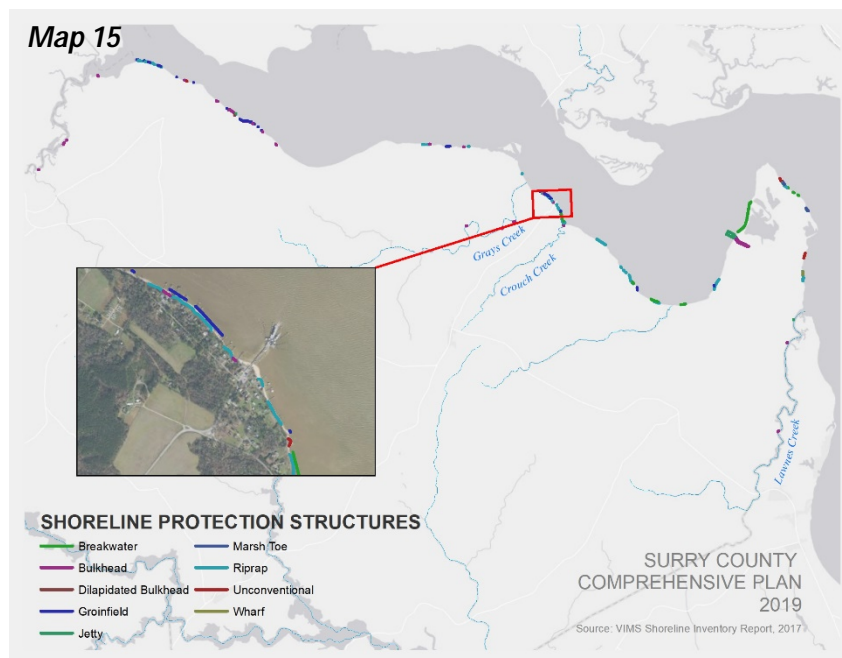 Map 15
Grays Creek
Crouch Creek
Lawnes Creek
SHORELINE PROTECTION STRUCTURES
Breakwater
Bulkhead
Dilapidated Bulkhead
Groinfield
Jetty
Marsh Toe
Riprap
Unconventional
Wharf
SURRY COUNTY
COMPREHENSIVE PLAN
2019
Source: VIMS Shoreline Inventory Report, 2017